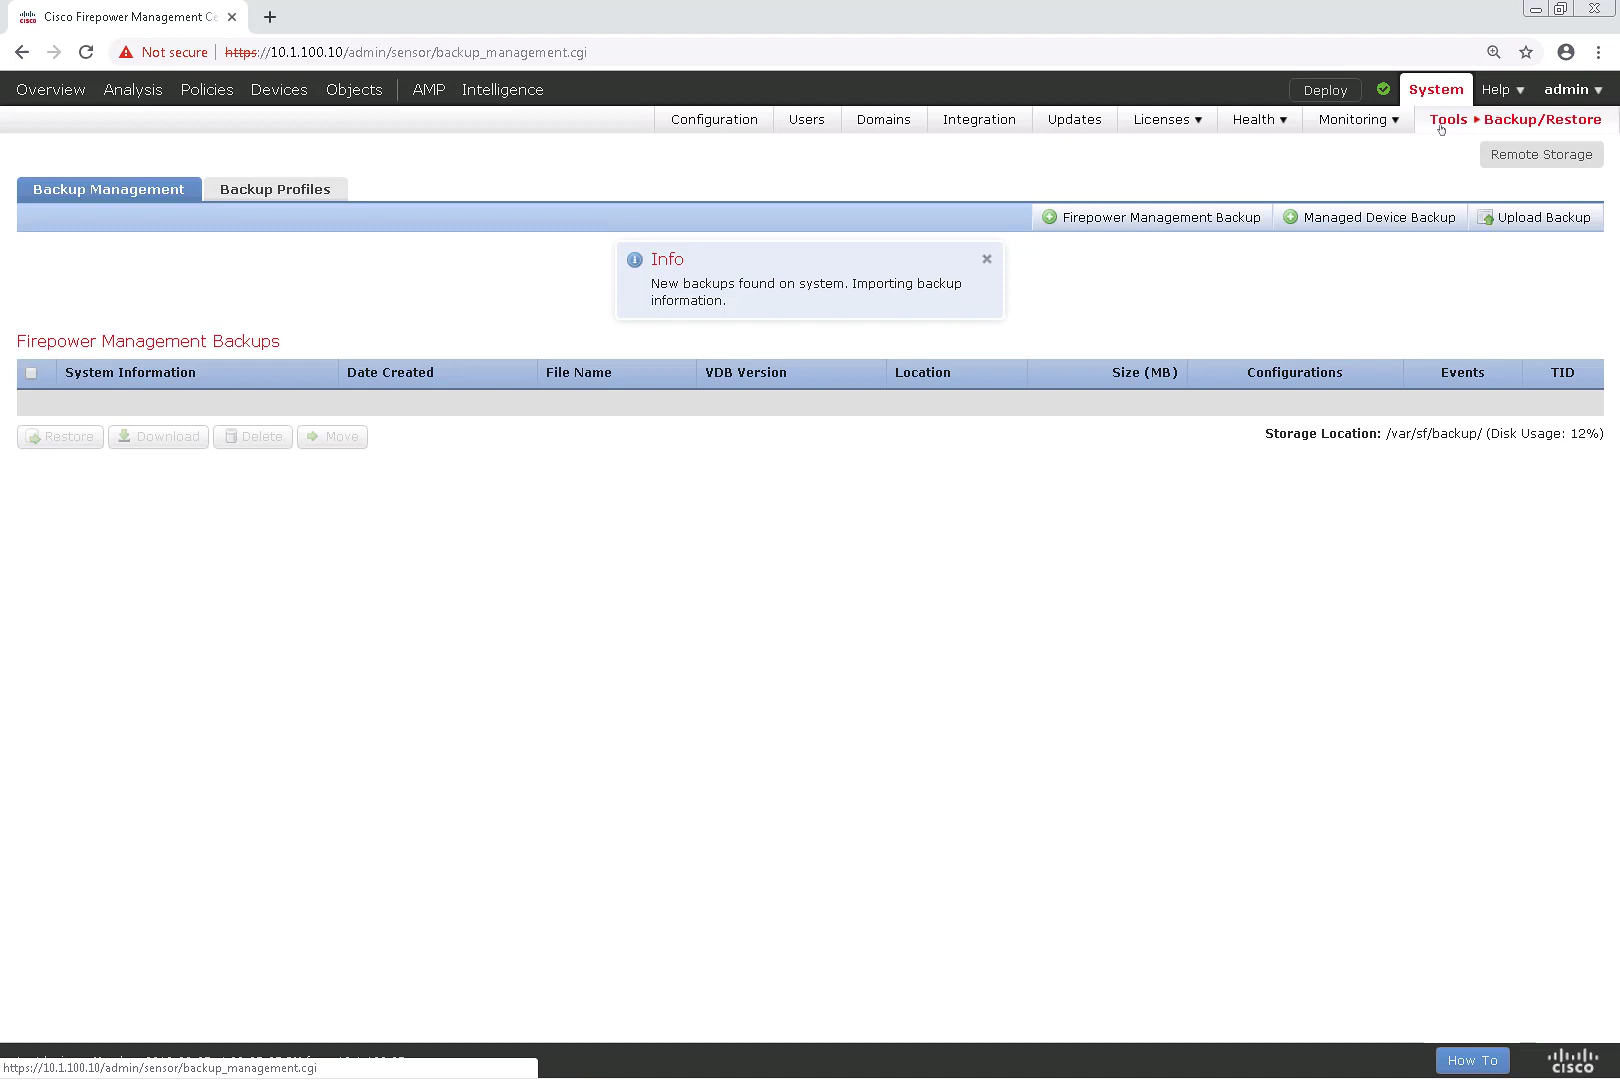 Cisco Firepower Management Ce
Not secure https://10.1.100.10/admin/sensor/backup_management.cgi
Overview Analysis Policies Devices Objects AMP Intelligence Deploy System Help admin
Configuration Users Domains Integration Updates Licenses Health Monitoring Tools Backup/Restore
Remote Storage
Backup Management Backup Profiles
Firepower Management Backup Managed Device Backup Upload Backup
Info
New backups found on system. Importing backup
information.
Firepower Management Backups
System Information Date Created File Name VDB Version Location Size (MB) Configurations Events TID
Restore Download Delete Move Storage Location: /var/sf/backup/ (Disk Usage: 12%)
How To
CISCO
https://10.1.100.10/admin/sensor/backup_management.cgi